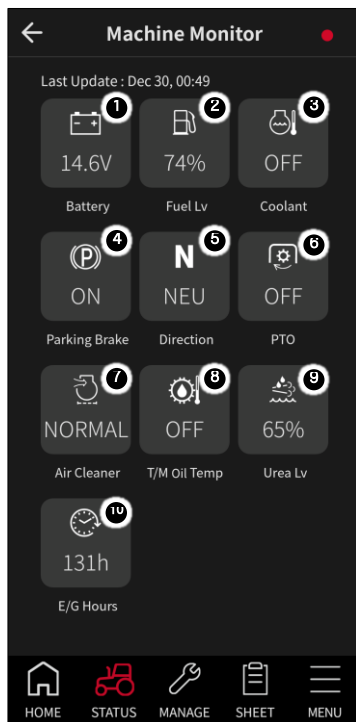 Machine Monitor
Last Update : Dec 30, 00:49
1 2 3
14.6V 74% OFF
Battery Fuel Lv Coolant
4 5 6
(P) N
ON NEU OFF
Parking Brake Direction PTO
7 8 9
NORMAL OFF 65%
Air Cleaner T/M Oil Temp Urea Lv
10
131h
E/G Hours
HOME STATUS MANAGE SHEET MENU